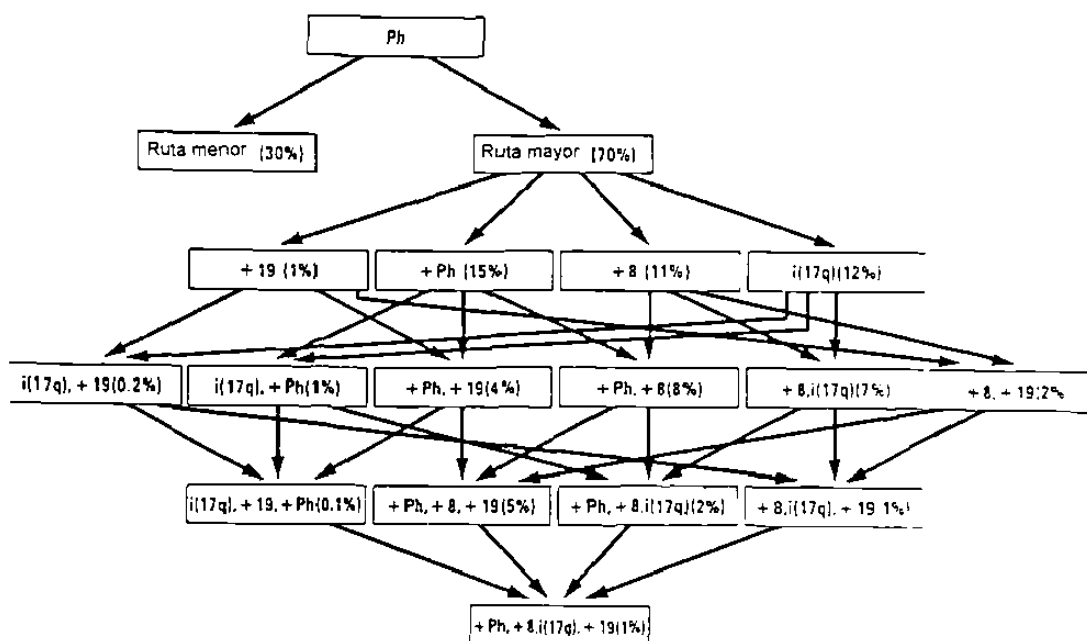 Ph
Ruta menor (30%)
Ruta mayor (70%)
+ 19 (1%)
+ Ph (15%)
+ 8 (11%)
i(17q)(12%)
i(17q), + 19(0.2%)
i(17q), + Ph(1%)
+ Ph, + 19(4%)
+ Ph, + 8(8%)
+ 8,i(17q)(7%)
+ 8, + 19(2%
i(17q), + 19, + Ph(0.1%)
+ Ph, + 8, + 19(5%)
+ Ph, + 8,i(17q)(2%)
+ 8,i(17q), + 19 1%)
+ Ph, + 8,i(17q), + 19(1%)